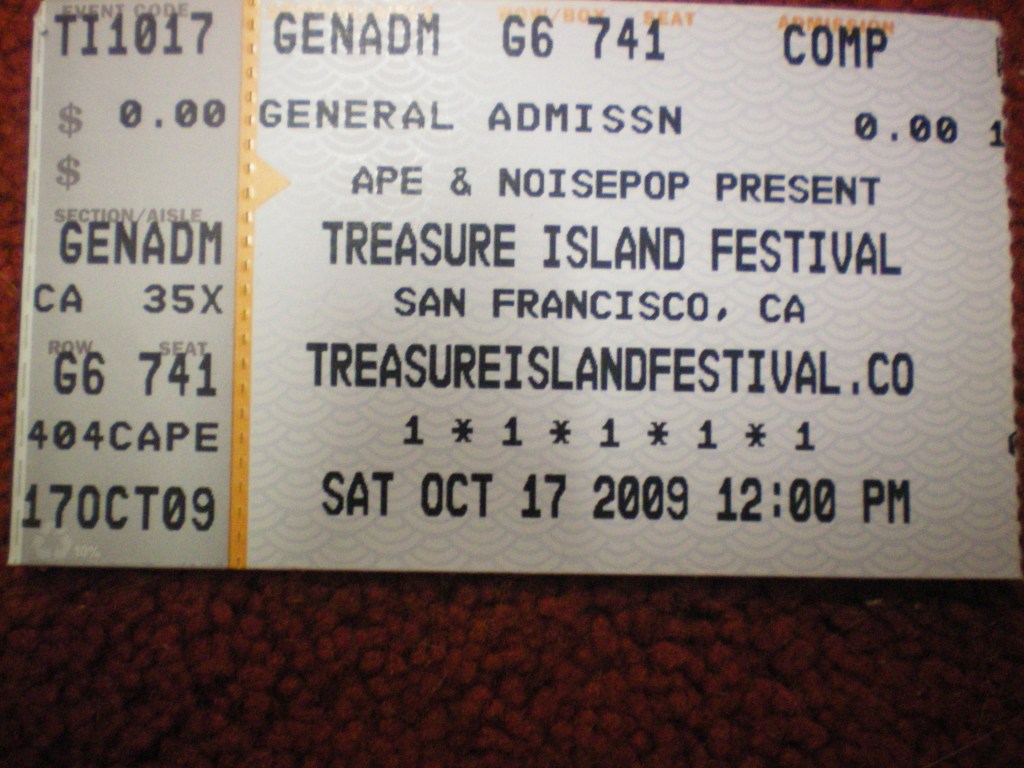 EVENT CODE
TI1017
$ 0.00
$
SECTION/AISLE
GENADM
CA 35X
ROW SEAT
G6 741
404CAPE
17OCT09
10%
ROW/BOX SEAT ADMISSION
GENADM G6 741 COMP
GENERAL ADMISSN 0.00
APE & NOISEPOP PRESENT
TREASURE ISLAND FESTIVAL
SAN FRANCISCO, CA
TREASUREISLANDFESTIVAL.CO
1 * 1 * 1 * 1 * 1
SAT OCT 17 2009 12:00 PM